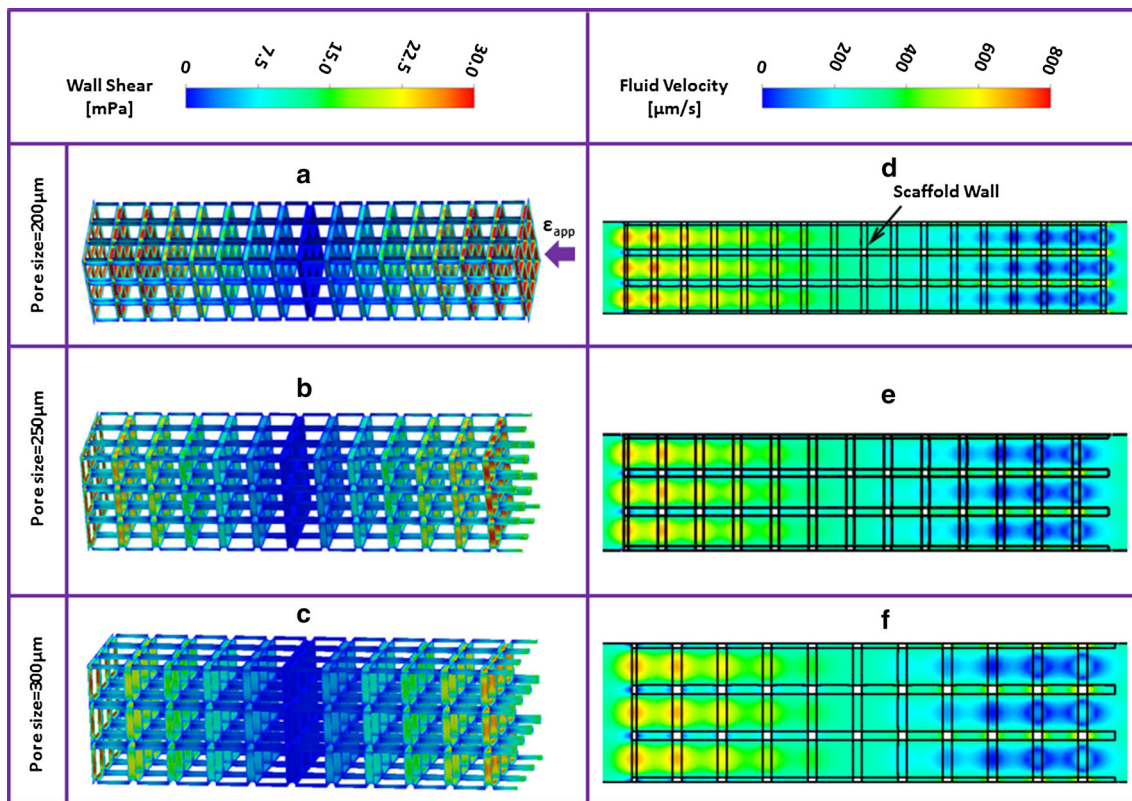 Wall Shear
[mPa]
0
7.5
15.0
22.5
30.0
Fluid Velocity
[µm/s]
0
200
400
600
800
Pore size=200µm
a
εapp
d
Scaffold Wall
Pore size=250µm
b
e
Pore size=300µm
c
f